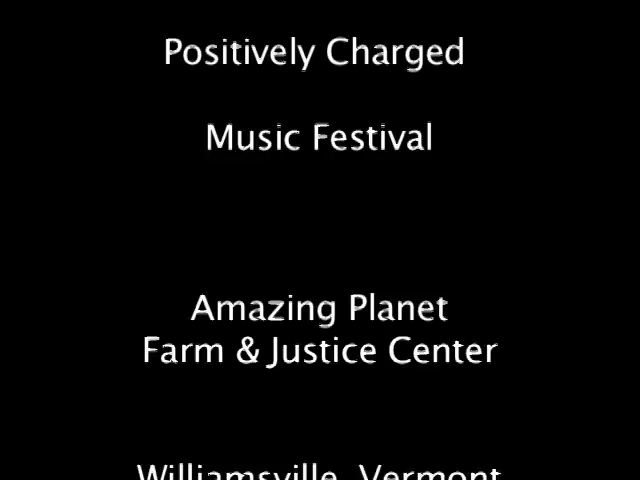 Positively Charged
Music Festival
Amazing Planet
Farm & Justice Center
Williamsville, Vermont